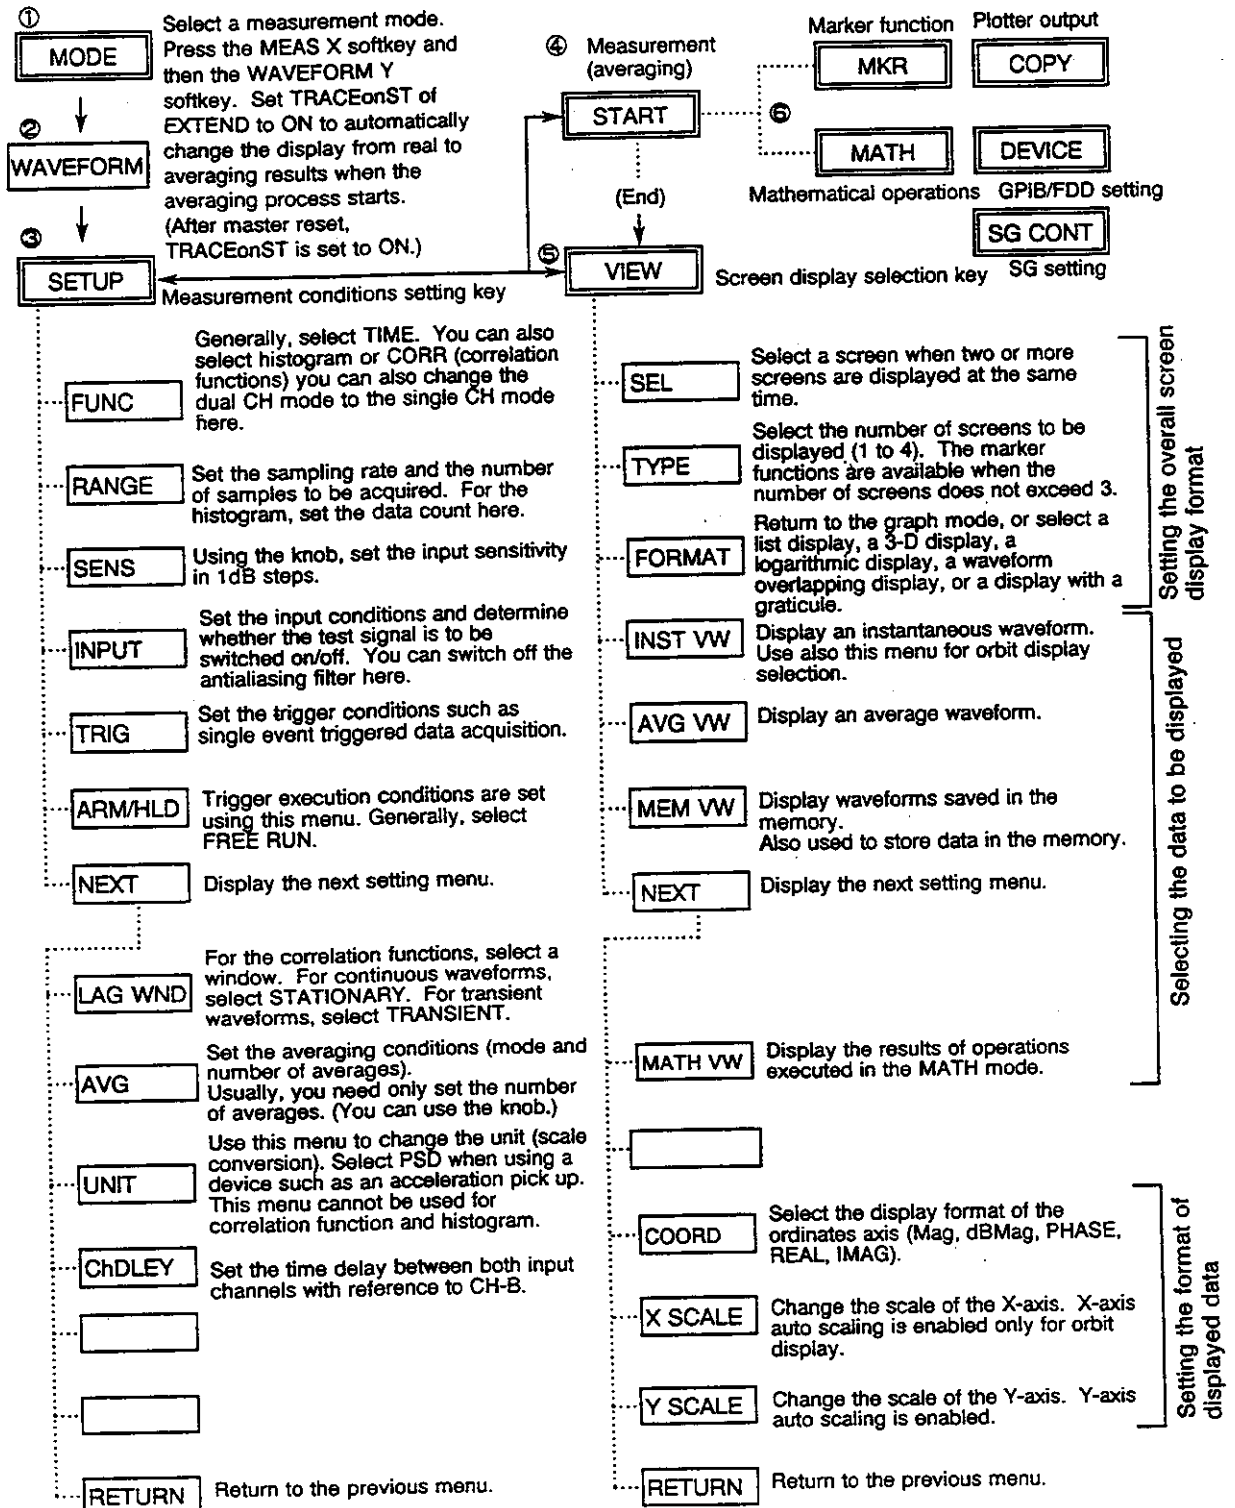 ①
MODE
Select a measurement mode.
Press the MEAS X softkey and
then the WAVEFORM Y
softkey. Set TRACEonST of
EXTEND to ON to automatically
change the display from real to
averaging results when the
averaging process starts.
(After master reset,
TRACEonST is set to ON.)
②
WAVEFORM
③
SETUP
Measurement conditions setting key
④ Measurement
(averaging)
START
(End)
⑤
VIEW
Screen display selection key
⑥
Marker function
MKR
Plotter output
COPY
MATH
Mathematical operations
DEVICE
GPIB/FDD setting
SG CONT
SG setting
FUNC
Generally, select TIME. You can also
select histogram or CORR (correlation
functions) you can also change the
dual CH mode to the single CH mode
here.
RANGE
Set the sampling rate and the number
of samples to be acquired. For the
histogram, set the data count here.
SENS
Using the knob, set the input sensitivity
in 1dB steps.
INPUT
Set the input conditions and determine
whether the test signal is to be
switched on/off. You can switch off the
antialiasing filter here.
TRIG
Set the trigger conditions such as
single event triggered data acquisition.
ARM/HLD
Trigger execution conditions are set
using this menu. Generally, select
FREE RUN.
NEXT
Display the next setting menu.
LAG WND
For the correlation functions, select a
window. For continuous waveforms,
select STATIONARY. For transient
waveforms, select TRANSIENT.
AVG
Set the averaging conditions (mode and
number of averages).
Usually, you need only set the number
of averages. (You can use the knob.)
UNIT
Use this menu to change the unit (scale
conversion). Select PSD when using a
device such as an acceleration pick up.
This menu cannot be used for
correlation function and histogram.
ChDLEY
Set the time delay between both input
channels with reference to CH-B.
RETURN
Return to the previous menu.
SEL
Select a screen when two or more
screens are displayed at the same
time.
TYPE
Select the number of screens to be
displayed (1 to 4). The marker
functions are available when the
number of screens does not exceed 3.
FORMAT
Return to the graph mode, or select a
list display, a 3-D display, a
logarithmic display, a waveform
overlapping display, or a display with a
graticule.
Setting the overall screen
display format
INST VW
Display an instantaneous waveform.
Use also this menu for orbit display
selection.
AVG VW
Display an average waveform.
MEM VW
Display waveforms saved in the
memory.
Also used to store data in the memory.
NEXT
Display the next setting menu.
MATH VW
Display the results of operations
executed in the MATH mode.
Selecting the data to be displayed
COORD
Select the display format of the
ordinates axis (Mag, dBMag, PHASE,
REAL, IMAG).
X SCALE
Change the scale of the X-axis. X-axis
auto scaling is enabled only for orbit
display.
Y SCALE
Change the scale of the Y-axis. Y-axis
auto scaling is enabled.
Setting the format of
displayed data
RETURN
Return to the previous menu.